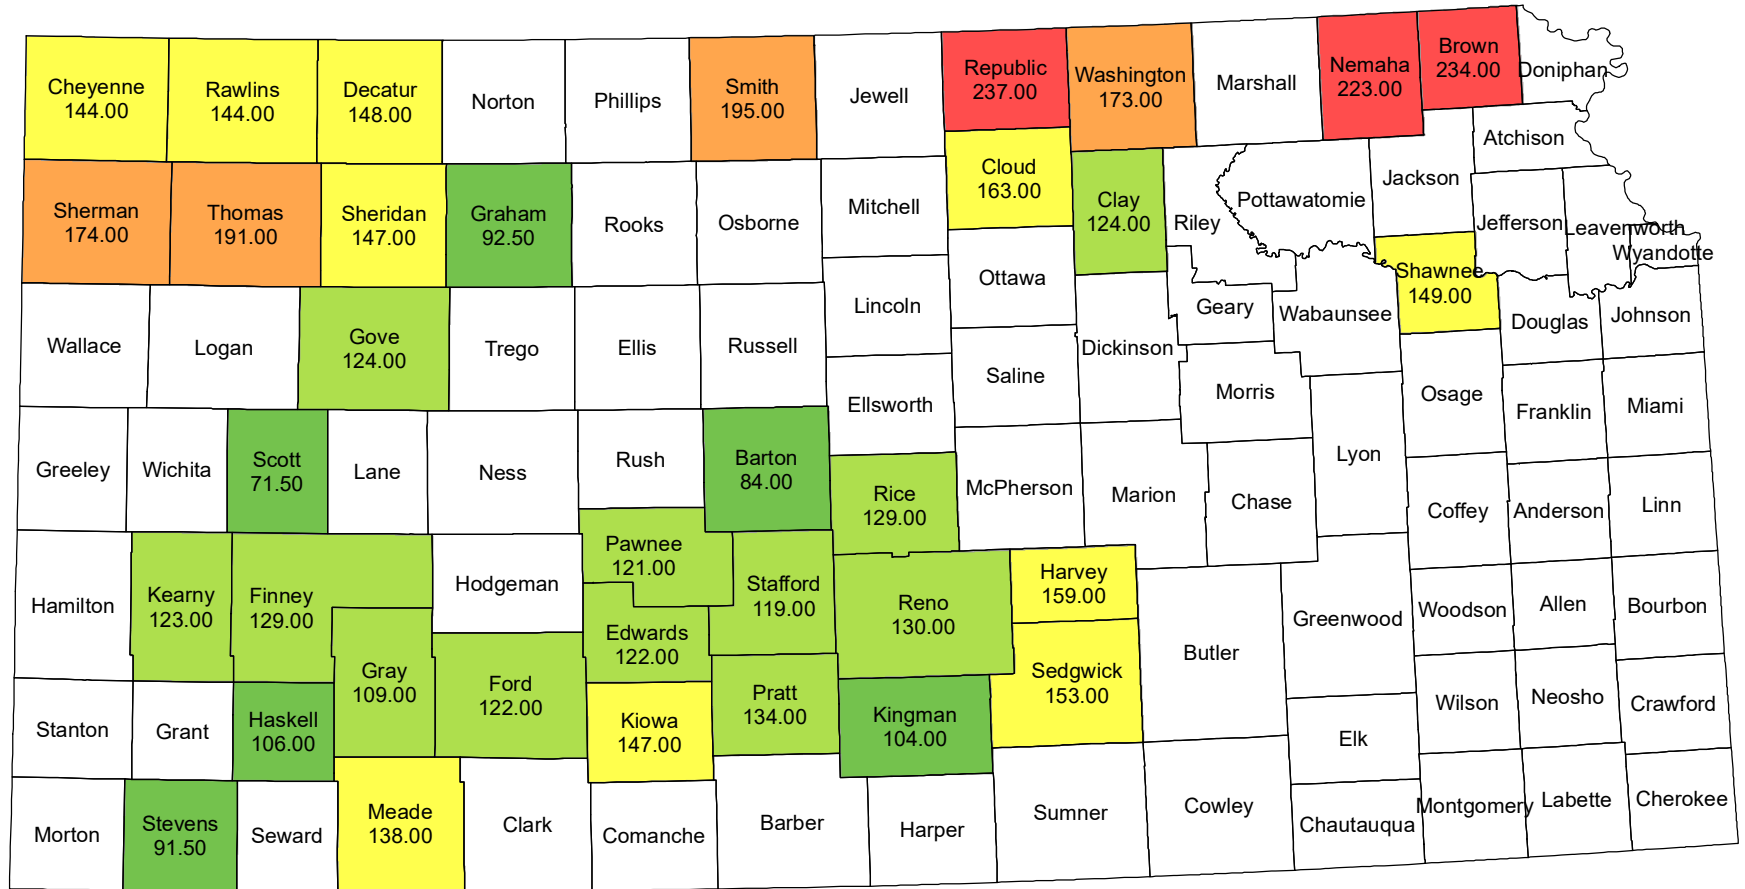 Cheyenne
144.00
Rawlins
144.00
Decatur
148.00
Norton
Phillips
Smith
195.00
Jewell
Republic
237.00
Washington
173.00
Marshall
Nemaha
223.00
Brown
234.00
Doniphan
Atchison
Sherman
174.00
Thomas
191.00
Sheridan
147.00
Graham
92.50
Rooks
Osborne
Mitchell
Cloud
163.00
Clay
124.00
Riley
Pottawatomie
Jackson
Jefferson
Leavenworth
Wyandotte
Shawnee
149.00
Ottawa
Lincoln
Geary
Wabaunsee
Douglas
Johnson
Wallace
Logan
Gove
124.00
Trego
Ellis
Russell
Dickinson
Saline
Ellsworth
Morris
Osage
Franklin
Miami
Greeley
Wichita
Scott
71.50
Lane
Ness
Rush
Barton
84.00
Rice
129.00
McPherson
Marion
Chase
Lyon
Coffey
Anderson
Linn
Hamilton
Kearny
123.00
Finney
129.00
Hodgeman
Pawnee
121.00
Stafford
119.00
Edwards
122.00
Reno
130.00
Harvey
159.00
Sedgwick
153.00
Butler
Greenwood
Woodson
Allen
Bourbon
Gray
109.00
Ford
122.00
Kiowa
147.00
Pratt
134.00
Kingman
104.00
Stanton
Grant
Haskell
106.00
Elk
Wilson
Neosho
Crawford
Morton
Stevens
91.50
Seward
Meade
138.00
Clark
Comanche
Barber
Harper
Sumner
Cowley
Chautauqua
Montgomery
Labette
Cherokee